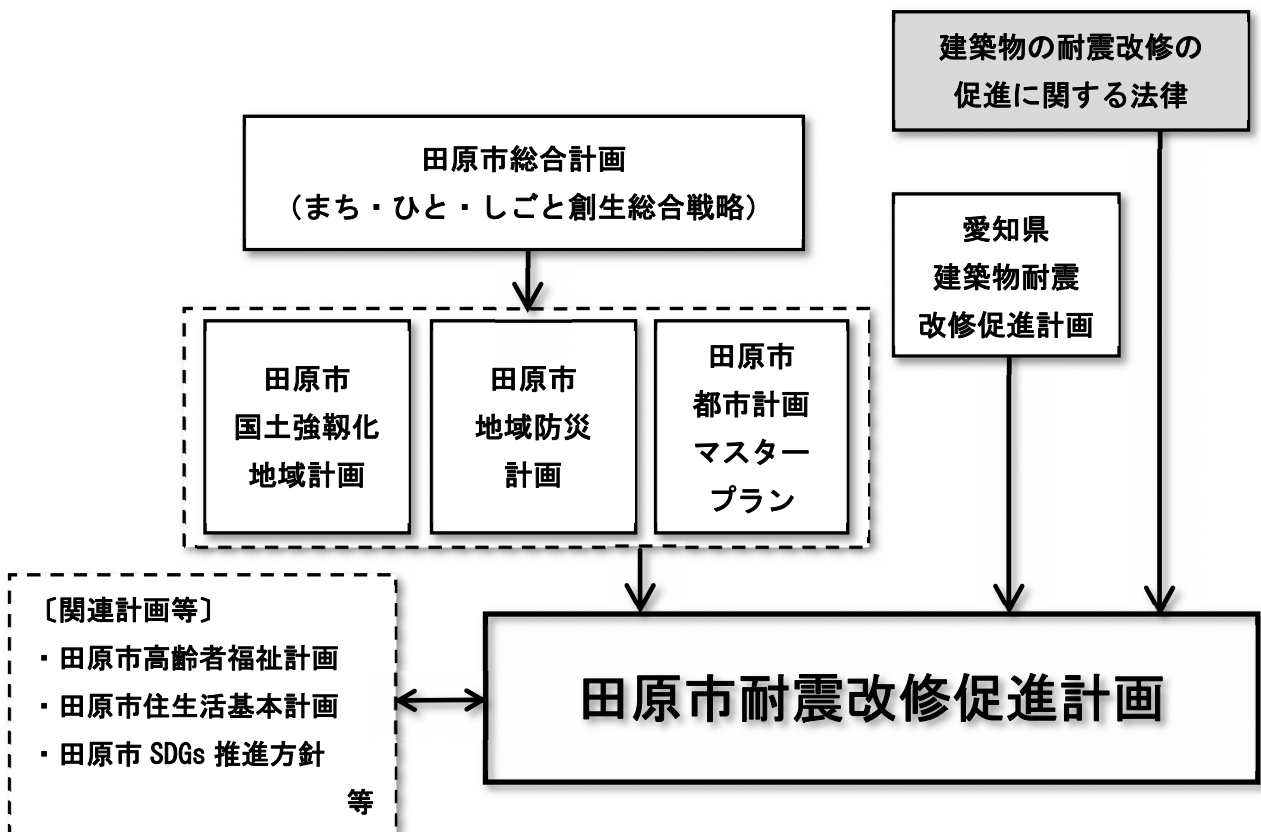 建築物の耐震改修の
促進に関する法律
田原市総合計画
（まち・ひと・しごと創生総合戦略）
愛知県
建築物耐震
改修促進計画
田原市
国土強靱化
地域計画
田原市
地域防災
計画
田原市
都市計画
マスター
プラン
〔関連計画等〕
・田原市高齢者福祉計画
・田原市住生活基本計画
・田原市 SDGs 推進方針
等
田原市耐震改修促進計画